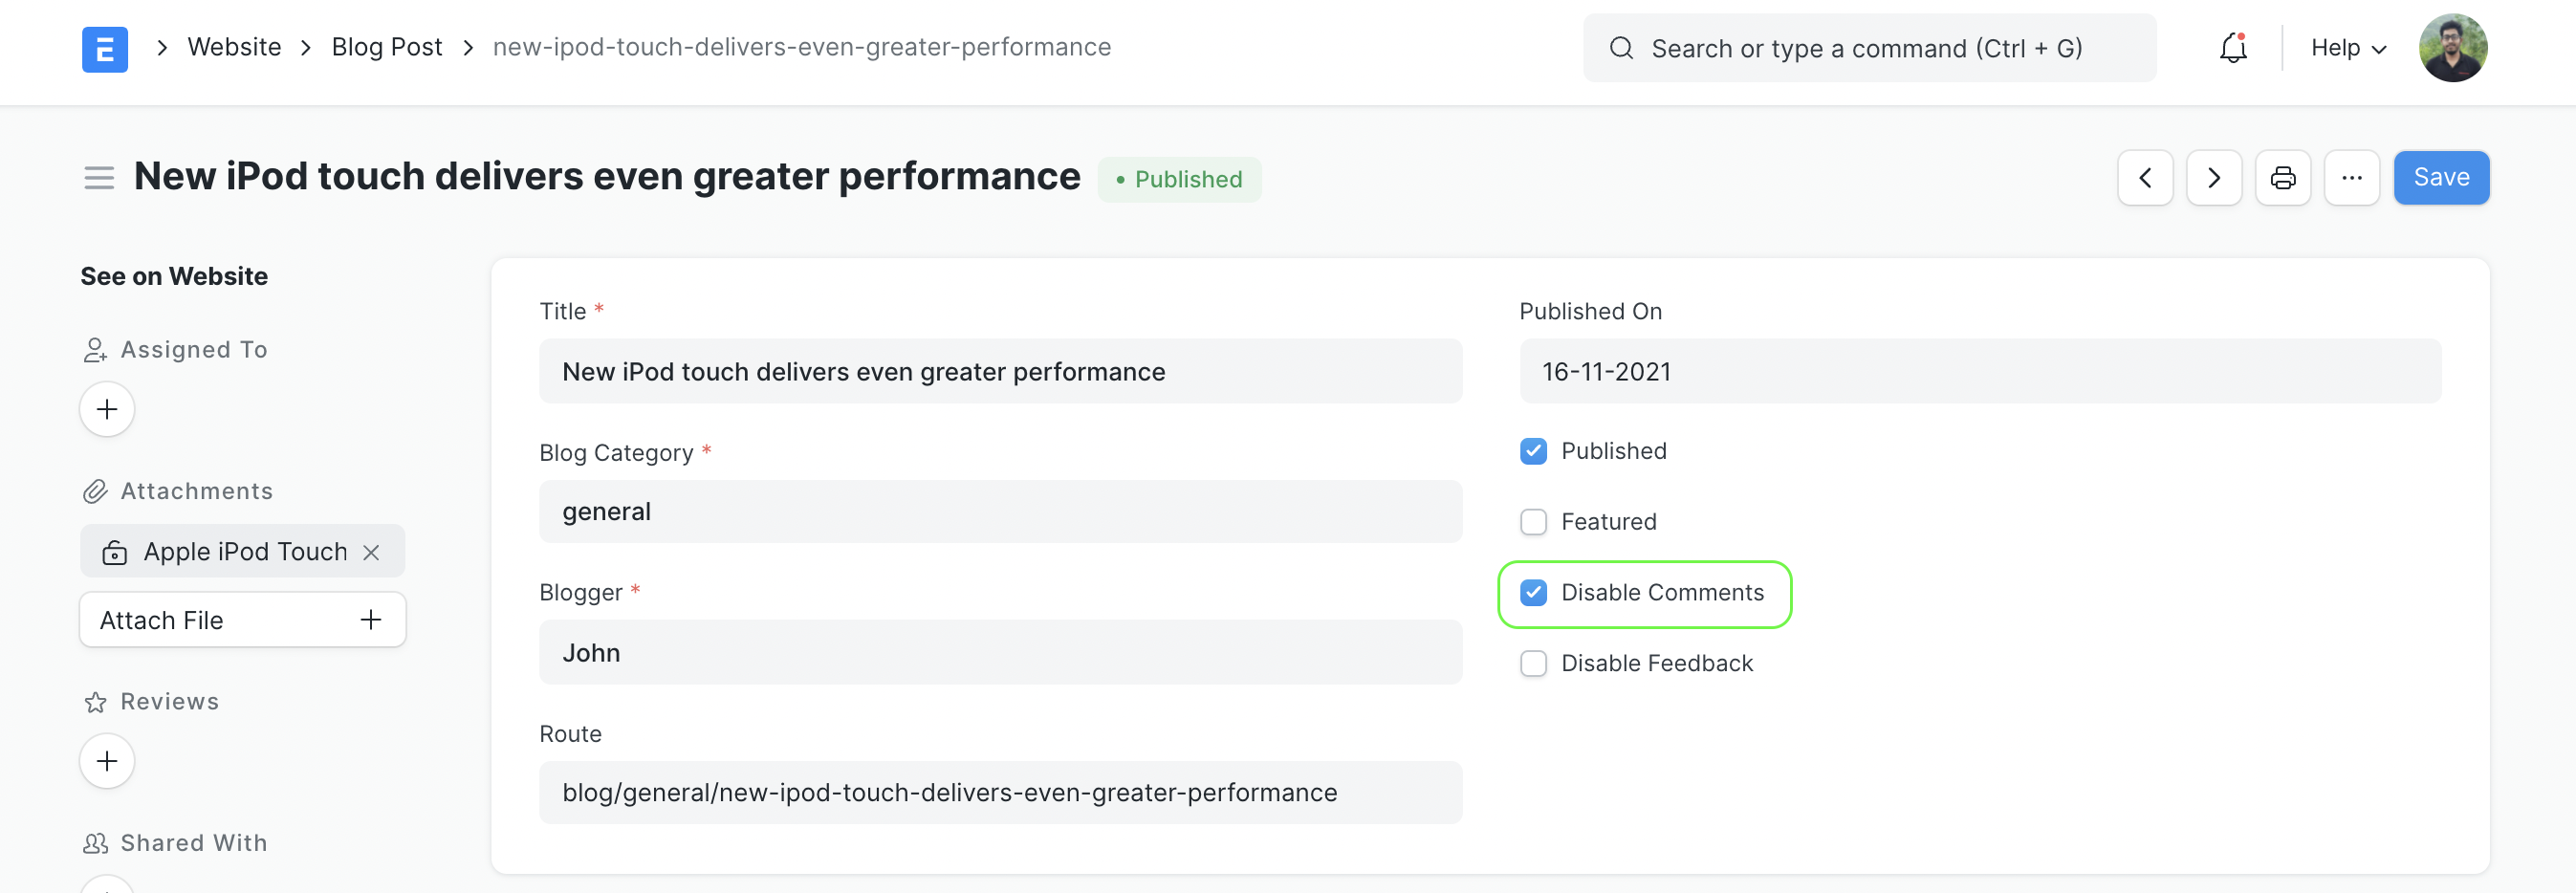 E
Website
Blog Post
new-ipod-touch-delivers-even-greater-performance
Search or type a command (Ctrl + G)
Help
New iPod touch delivers even greater performance
Published
Save
See on Website
Assigned To
Attachments
Apple iPod Touch
Attach File
Reviews
Shared With
Title *
New iPod touch delivers even greater performance
Blog Category *
general
Blogger *
John
Route
blog/general/new-ipod-touch-delivers-even-greater-performance
Published On
16-11-2021
Published
Featured
Disable Comments
Disable Feedback